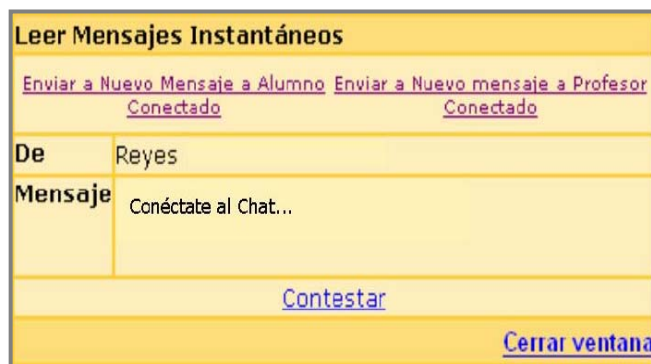 Leer Mensajes Instantáneos
Enviar a Nuevo Mensaje a Alumno Conectado
Enviar a Nuevo mensaje a Profesor Conectado
De Reyes
Mensaje Conéctate al Chat...
Contestar
Cerrar ventana